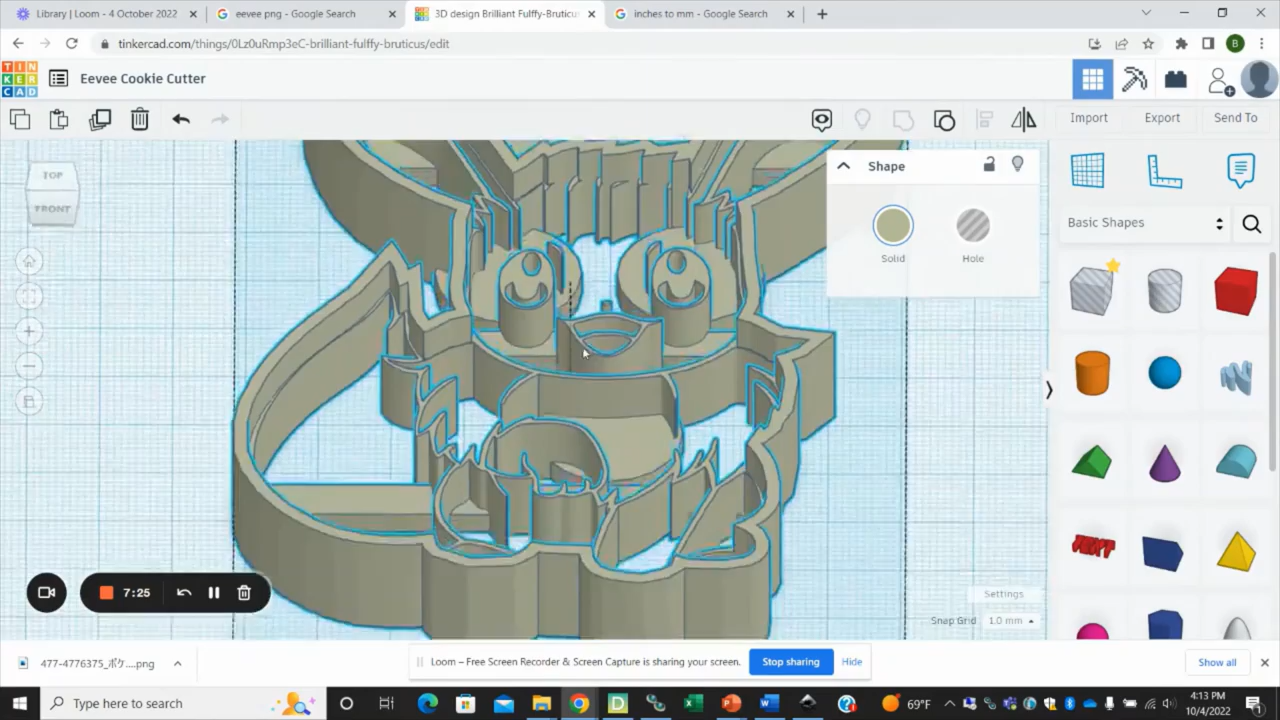 Library | Loom - 4 October 2022
eevee png - Google Search
3D design Brilliant Fulffy-Bruticus
inches to mm - Google Search
tinkercad.com/things/0Lz0uRmp3eC-brilliant-fulffy-bruticus/edit
B
TIN
KER
CAD
Eevee Cookie Cutter
Import
Export
Send To
TOP
FRONT
Shape
Solid
Hole
Basic Shapes
TEXT
7:25
Settings
Snap Grid
1.0 mm
477-4776375_ポケ....png
Loom – Free Screen Recorder & Screen Capture is sharing your screen.
Stop sharing
Hide
Show all
Type here to search
69°F
4:13 PM
10/4/2022